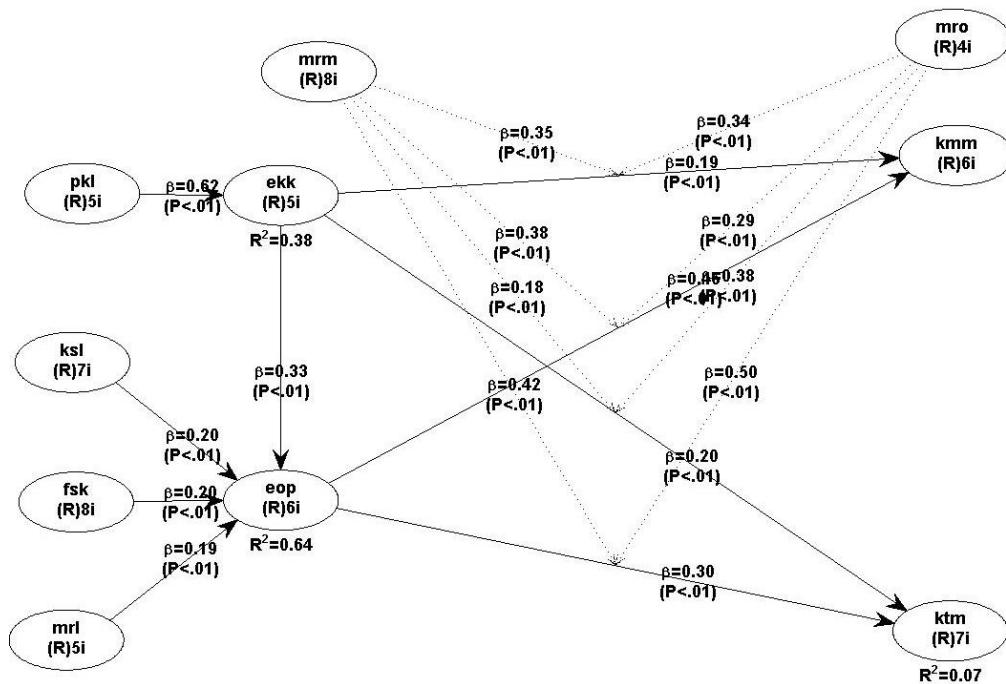 mro
(R)4i
mrm
(R)8i
β=0.35
(P<.01)
β=0.34
(P<.01)
kmm
(R)6i
β=0.19
(P<.01)
pkl
(R)5i
β=0.62
(P<.01)
ekk
(R)5i
R²=0.38
β=0.38
(P<.01)
β=0.29
(P<.01)
β=0.18
(P<.01)
(P<.01)
β=0.38
(P<.01)
ksl
(R)7i
β=0.33
(P<.01)
β=0.42
(P<.01)
β=0.50
(P<.01)
β=0.20
(P<.01)
β=0.20
(P<.01)
fsk
(R)8i
β=0.20
(P<.01)
eop
(R)6i
R²=0.64
β=0.19
(P<.01)
β=0.30
(P<.01)
mrl
(R)5i
ktm
(R)7i
R²=0.07